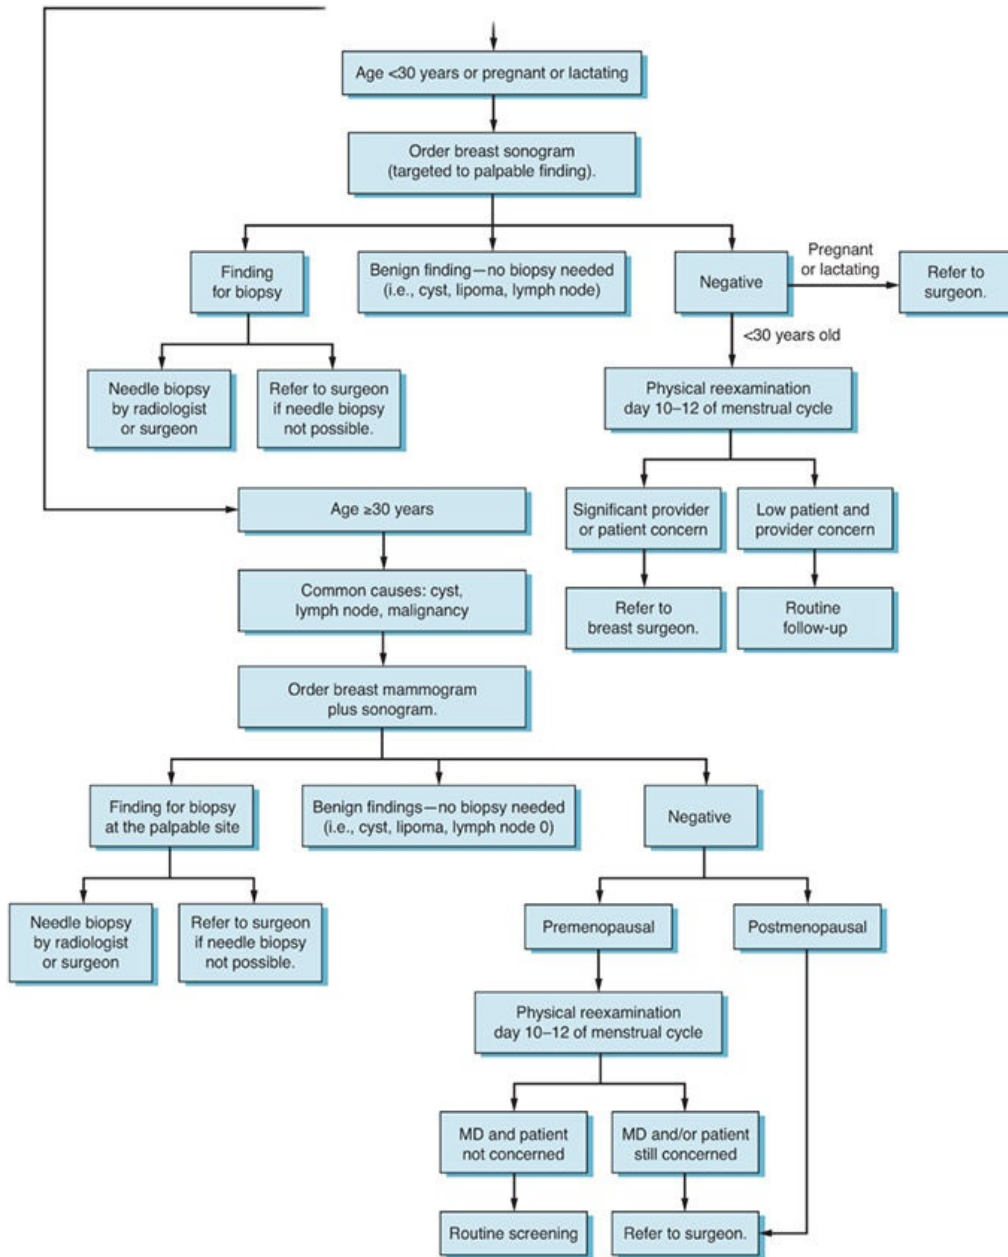 Age <30 years or pregnant or lactating
Order breast sonogram
(targeted to palpable finding).
Finding
for biopsy
Benign finding—no biopsy needed
(i.e., cyst, lipoma, lymph node)
Negative
Pregnant
or lactating
Refer to
surgeon.
<30 years old
Needle biopsy
by radiologist
or surgeon
Refer to surgeon
if needle biopsy
not possible.
Physical reexamination
day 10–12 of menstrual cycle
Significant provider
or patient concern
Low patient and
provider concern
Refer to
breast surgeon.
Routine
follow-up
Age ≥30 years
Common causes: cyst,
lymph node, malignancy
Order breast mammogram
plus sonogram.
Finding for biopsy
at the palpable site
Benign findings—no biopsy needed
(i.e., cyst, lipoma, lymph node 0)
Negative
Needle biopsy
by radiologist
or surgeon
Refer to surgeon
if needle biopsy
not possible.
Premenopausal
Postmenopausal
Physical reexamination
day 10–12 of menstrual cycle
MD and patient
not concerned
MD and/or patient
still concerned
Routine screening
Refer to surgeon.